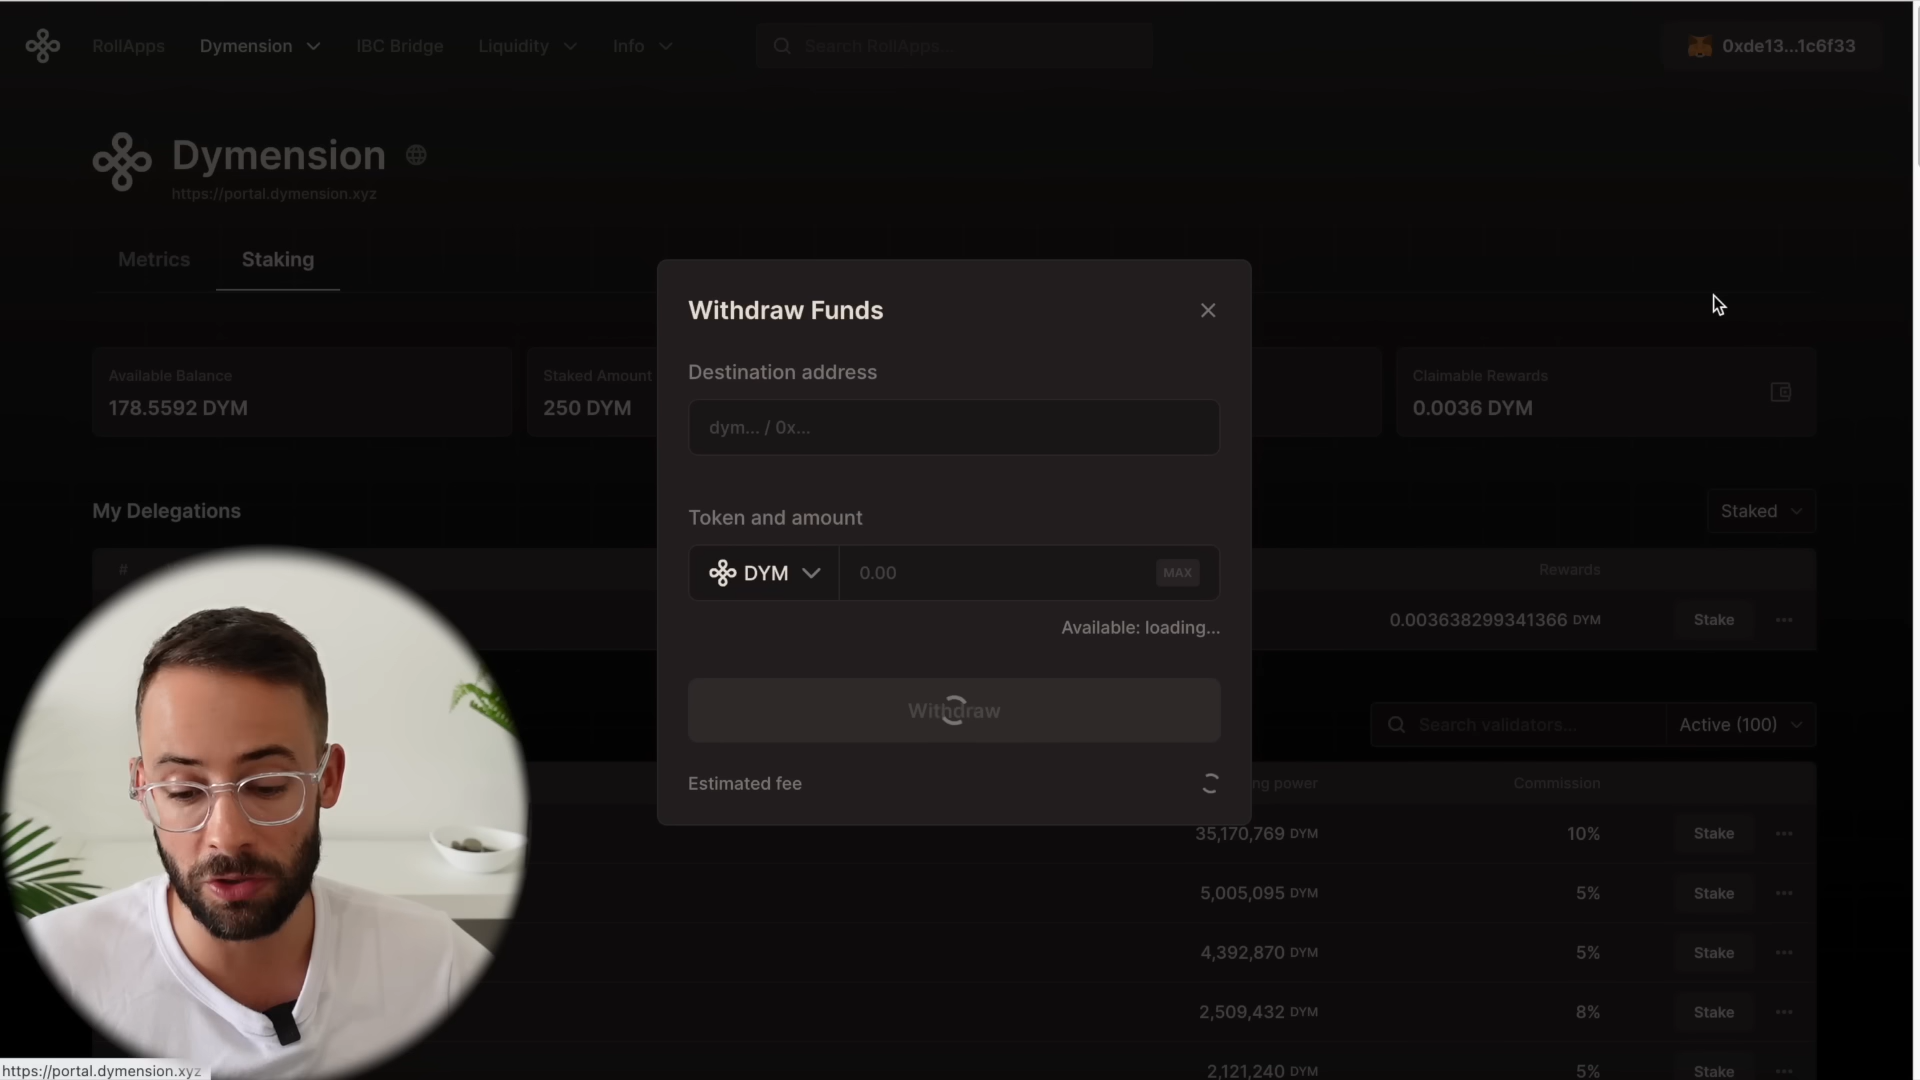 RollApps
Dymension
IBC Bridge
Liquidity
Info
Search RollApps...
0xde13...1c6f33
Dymension
https://portal.dymension.xyz
Metrics
Staking
Withdraw Funds
Destination address
dym... / 0x...
Available Balance
178.5592 DYM
Staked Amount
250 DYM
Claimable Rewards
0.0036 DYM
Token and amount
DYM
0.00
MAX
Available: loading...
My Delegations
Staked
#
Rewards
0.003638299341366 DYM
Stake
Withdraw
Search validators...
Active (100)
Estimated fee
ng power
Commission
35,170,769 DYM
10%
Stake
5,005,095 DYM
5%
Stake
4,392,870 DYM
5%
Stake
2,509,432 DYM
8%
Stake
2,121,240 DYM
5%
Stake
https://portal.dymension.xyz